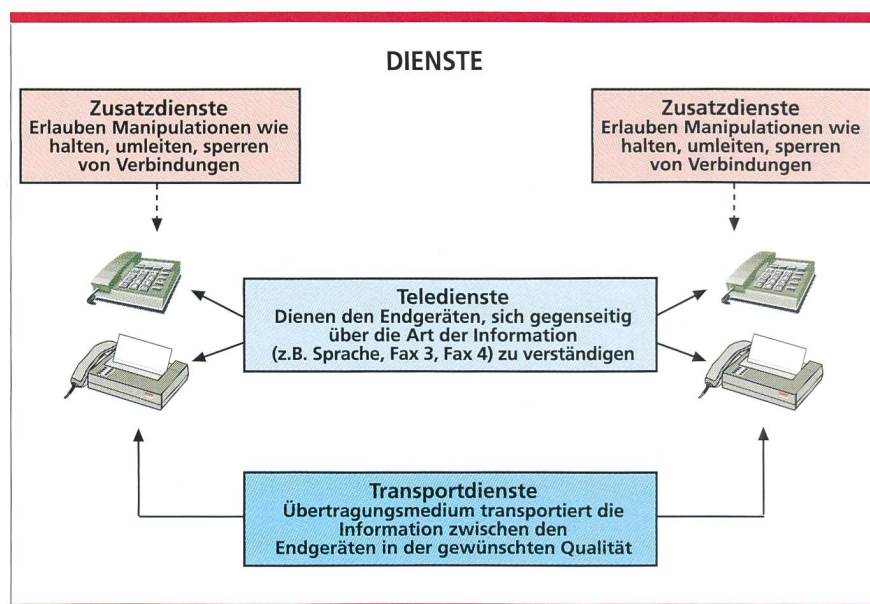 DIENSTE
Zusatzdienste
Erlauben Manipulationen wie
halten, umleiten, sperren
von Verbindungen
Zusatzdienste
Erlauben Manipulationen wie
halten, umleiten, sperren
von Verbindungen
Teledienste
Dienen den Endgeräten, sich gegenseitig
über die Art der Information
(z.B. Sprache, Fax 3, Fax 4) zu verständigen
Transportdienste
Übertragungsmedium transportiert die
Information zwischen den
Endgeräten in der gewünschten Qualität